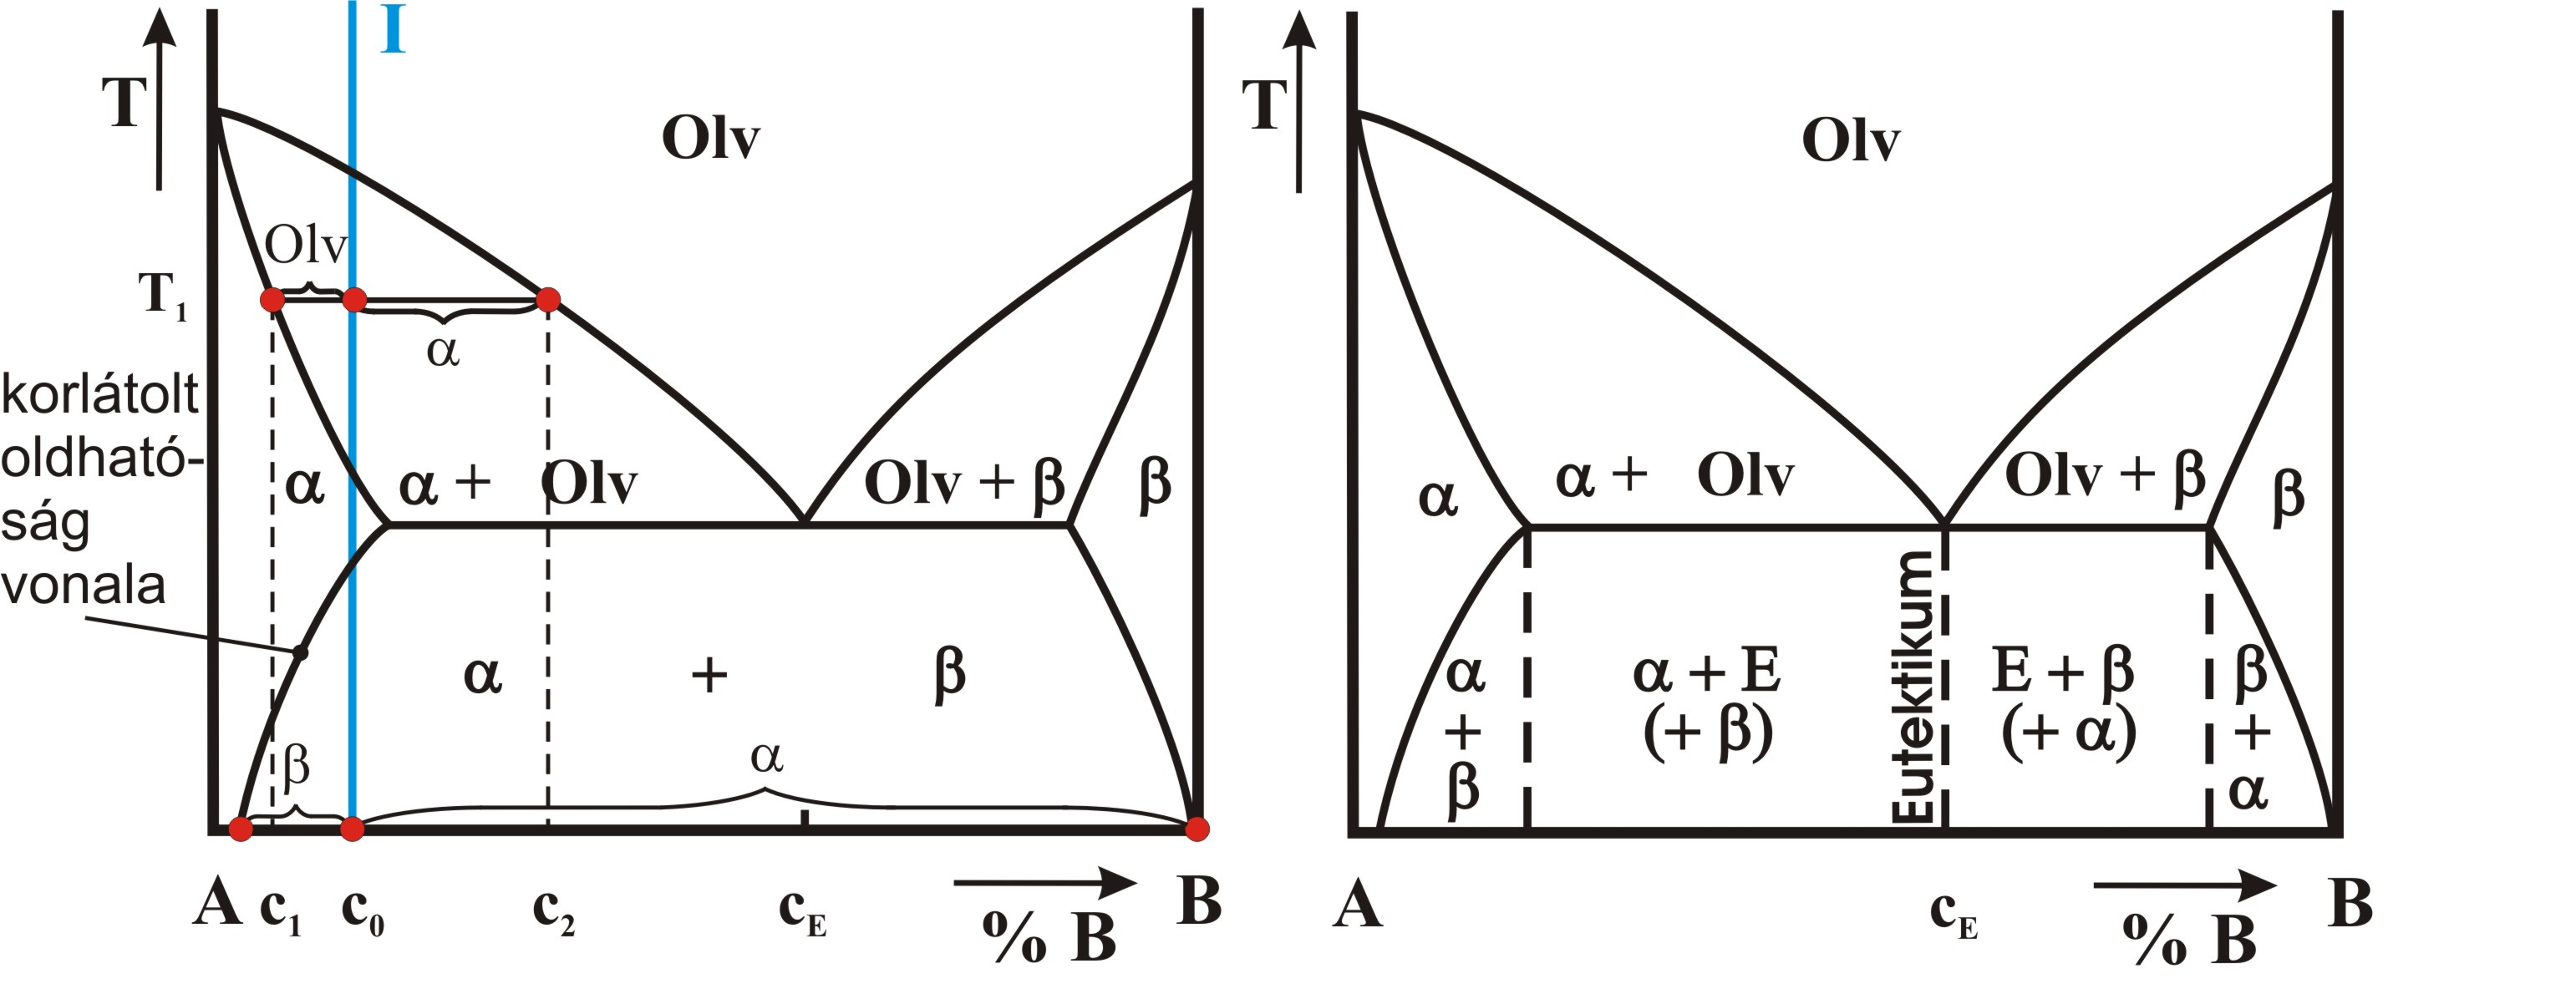 T
I
Olv
Olv
T₁
α
korlátolt
oldható-
ság
vonala
α
α + Olv
Olv + β
β
α + β
β
α
A
c₁
c₀
c₂
cE
% B
B
T
Olv
α
α + Olv
Olv + β
β
Eutektikum
α
+
β
α + E
(+ β)
E + β
(+ α)
β
+
α
A
cE
% B
B